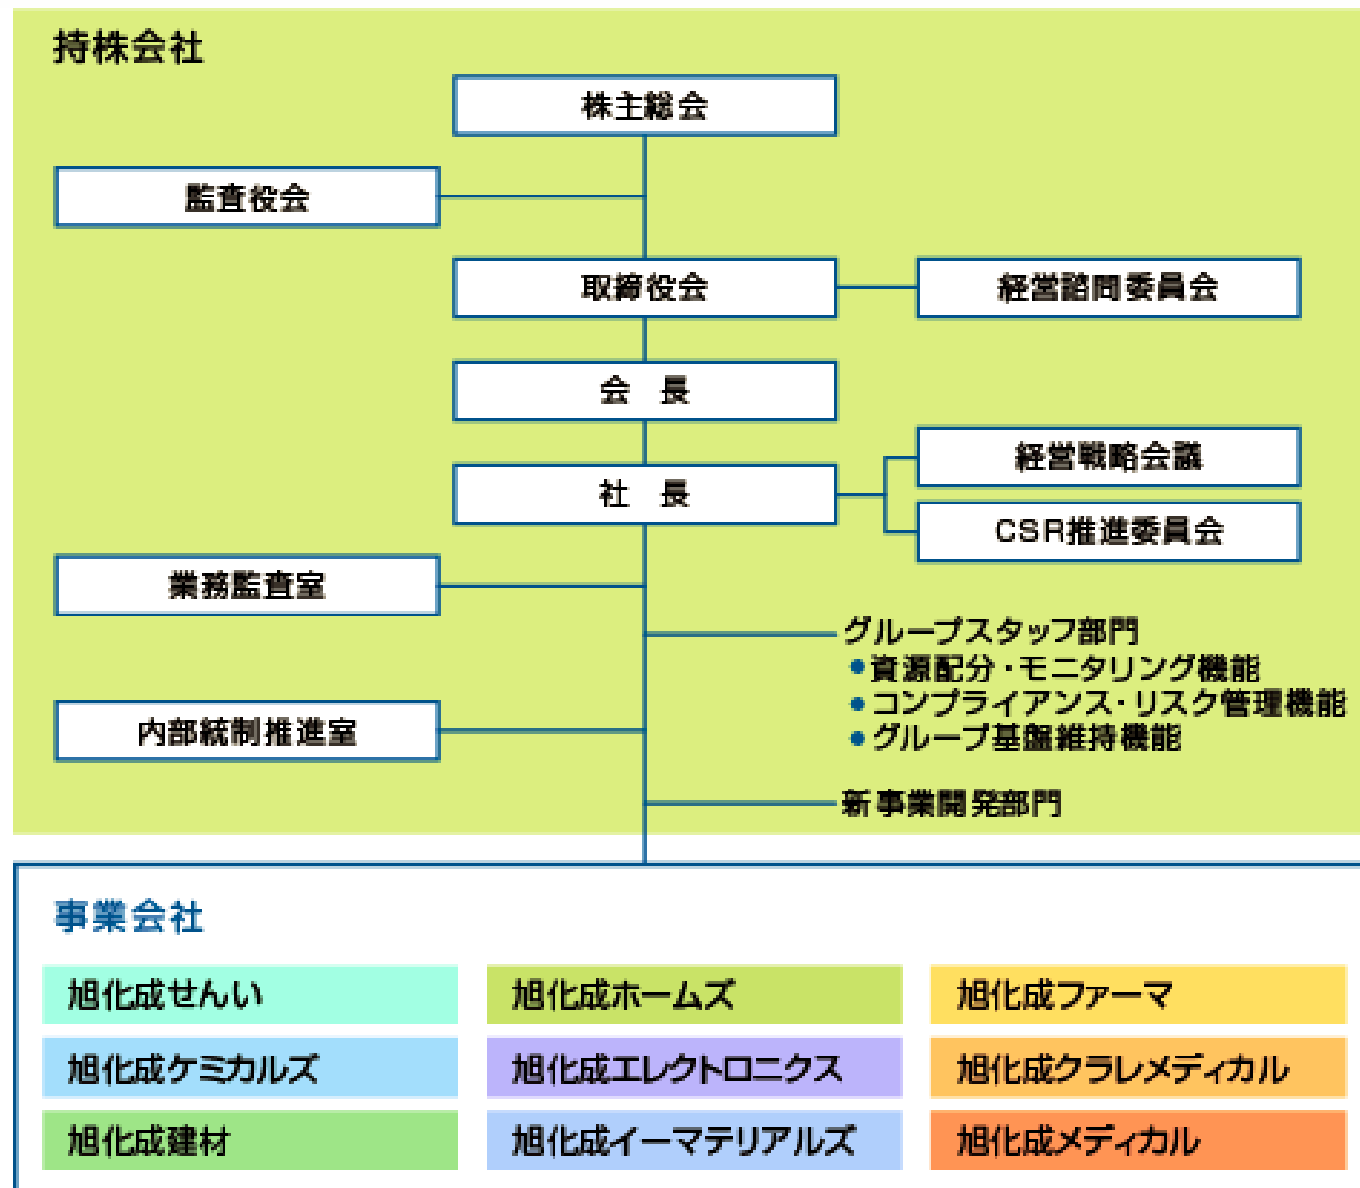 持株会社
株主総会
監査役会
取締役会
経営諮問委員会
会　長
経営戦略会議
社　長
CSR推進委員会
業務監査室
グループスタッフ部門
●資源配分・モニタリング機能
●コンプライアンス・リスク管理機能
●グループ基盤維持機能
内部統制推進室
新事業開発部門
事業会社
旭化成せんい
旭化成ホームズ
旭化成ファーマ
旭化成ケミカルズ
旭化成エレクトロニクス
旭化成クラレメディカル
旭化成建材
旭化成イーマテリアルズ
旭化成メディカル